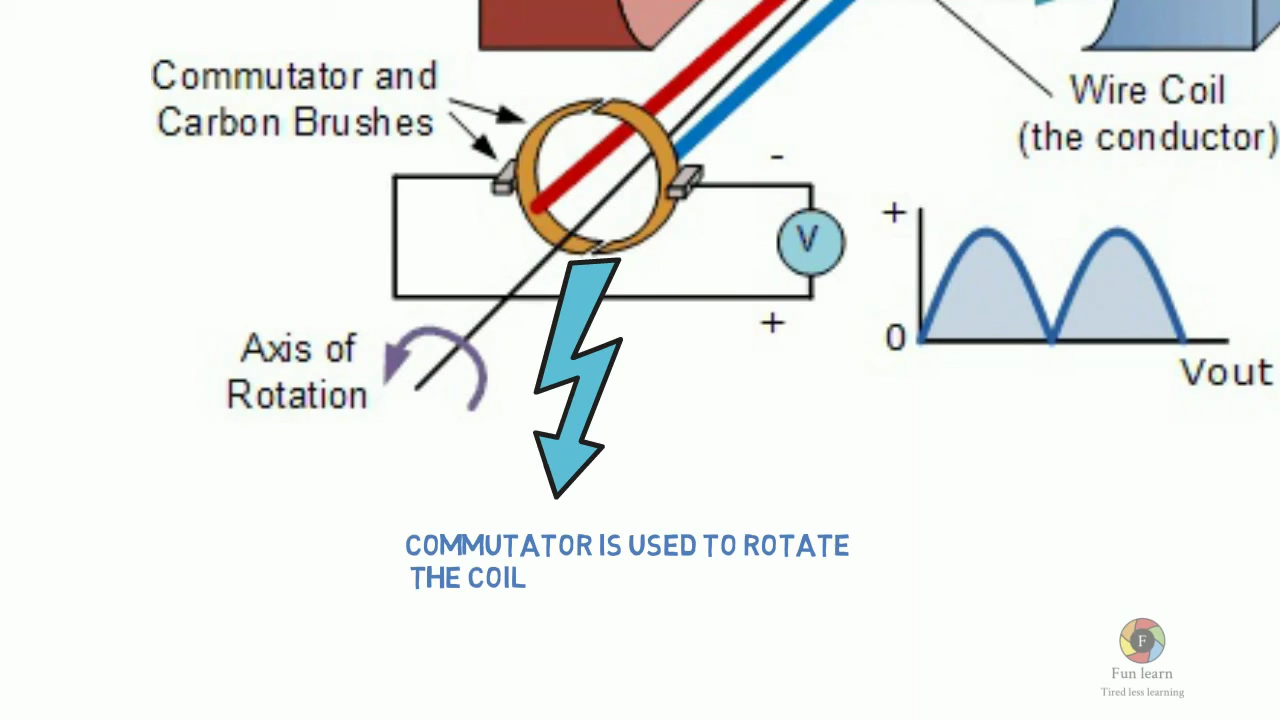 Commutator and
Carbon Brushes
Wire Coil
(the conductor)
-
V
+
+
0
Vout
Axis of
Rotation
COMMUTATOR IS USED TO ROTATE
THE COIL
F
Fun learn
Tired less learning